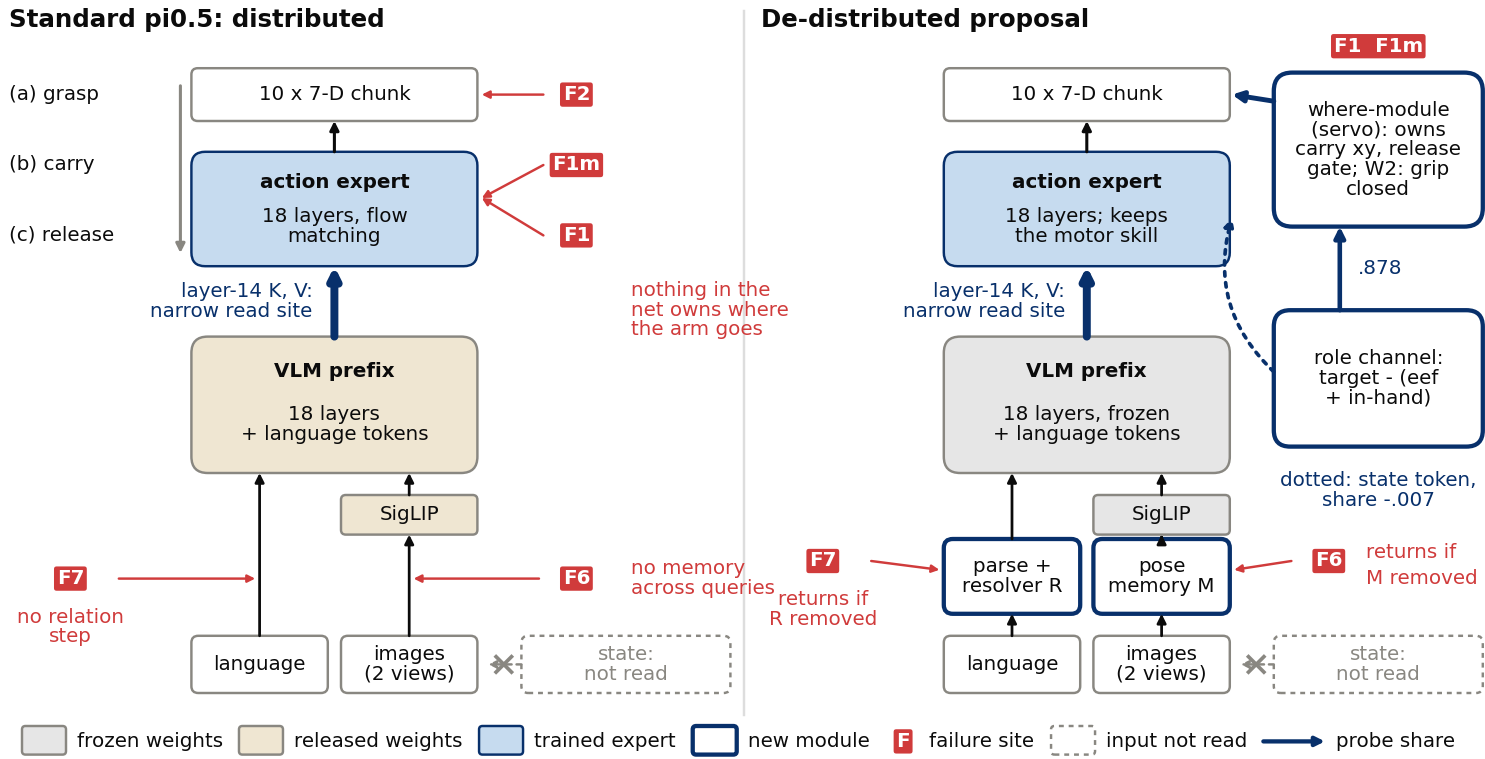 Standard pi0.5: distributed
(a) grasp
(b) carry
(c) release
10 x 7-D chunk
F2
action expert
18 layers, flow
matching
F1m
F1
layer-14 K, V:
narrow read site
nothing in the
net owns where
the arm goes
VLM prefix
18 layers
+ language tokens
SigLIP
F7
no relation
step
F6
no memory
across queries
language
images
(2 views)
state:
not read
De-distributed proposal
F1 F1m
10 x 7-D chunk
where-module
(servo): owns
carry xy, release
gate; W2: grip
closed
action expert
18 layers; keeps
the motor skill
.878
layer-14 K, V:
narrow read site
role channel:
target - (eef
+ in-hand)
VLM prefix
18 layers, frozen
+ language tokens
dotted: state token,
share -.007
SigLIP
F7
returns if
R removed
parse +
resolver R
pose
memory M
F6
returns if
M removed
language
images
(2 views)
state:
not read
frozen weights
released weights
trained expert
new module
F failure site
input not read
probe share